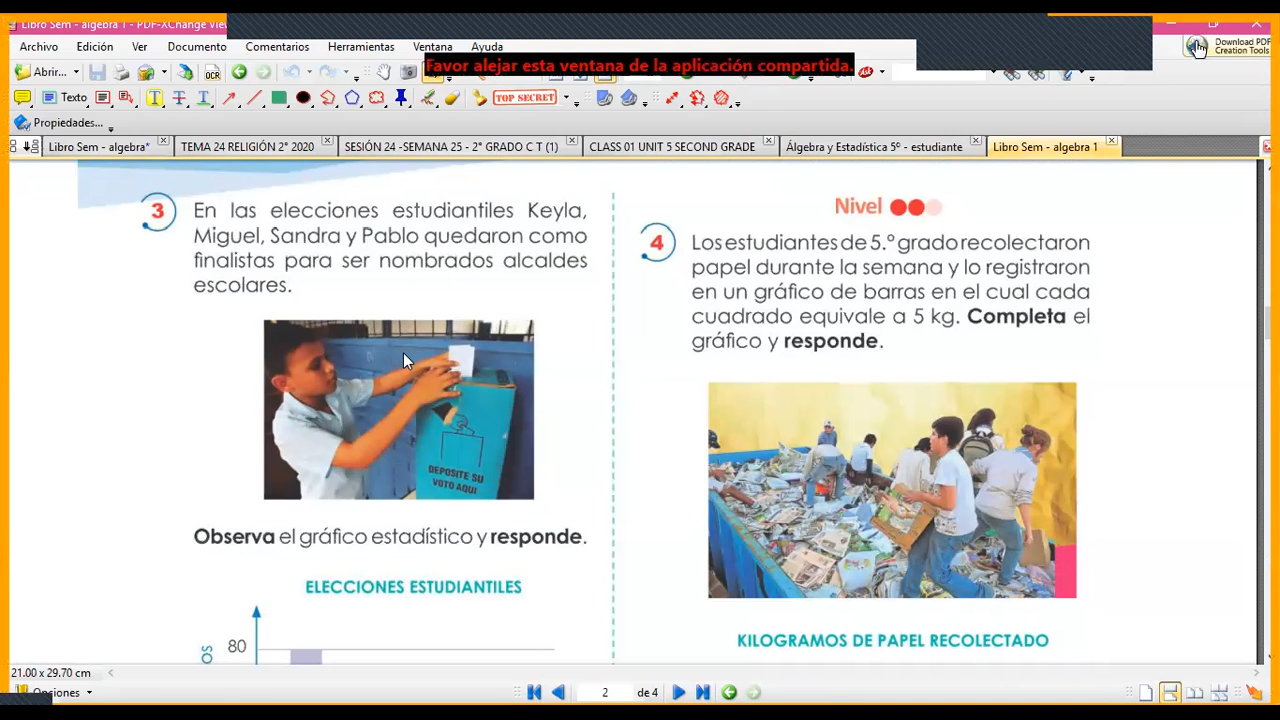 Libro Sem - algebra 1 - PDF-XChange View
Archivo Edición Ver Documento Comentarios Herramientas Ventana Ayuda
Download PDF
Creation Tools
Favor alejar esta ventana de la aplicación compartida.
Abrir... OCR
Texto T T T TOP SECRET
Propiedades...
Libro Sem - algebra* TEMA 24 RELIGIÓN 2° 2020 SESIÓN 24 -SEMANA 25 - 2° GRADO C T (1) CLASS 01 UNIT 5 SECOND GRADE Álgebra y Estadística 5º - estudiante Libro Sem - algebra 1
3 En las elecciones estudiantiles Keyla,
Miguel, Sandra y Pablo quedaron como
finalistas para ser nombrados alcaldes
escolares.
DEPOSITE SU
VOTO AQUI
Observa el gráfico estadístico y responde.
ELECCIONES ESTUDIANTILES
80
OS
Nivel
4 Los estudiantes de 5.º grado recolectaron
papel durante la semana y lo registraron
en un gráfico de barras en el cual cada
cuadrado equivale a 5 kg. Completa el
gráfico y responde.
KILOGRAMOS DE PAPEL RECOLECTADO
21.00 x 29.70 cm
Opciones 2 de 4